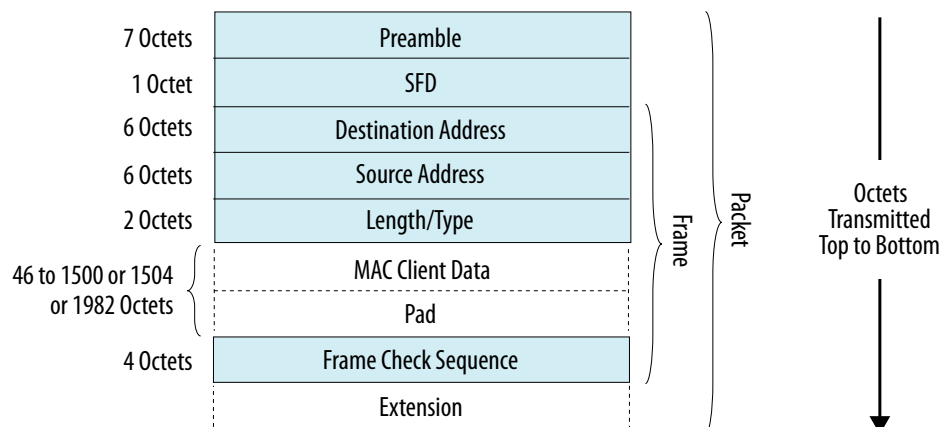 7 Octets
Preamble
1 Octet
SFD
6 Octets
Destination Address
6 Octets
Source Address
2 Octets
Length/Type
46 to 1500 or 1504
or 1982 Octets
MAC Client Data
Pad
4 Octets
Frame Check Sequence
Extension
Frame
Packet
Octets
Transmitted
Top to Bottom